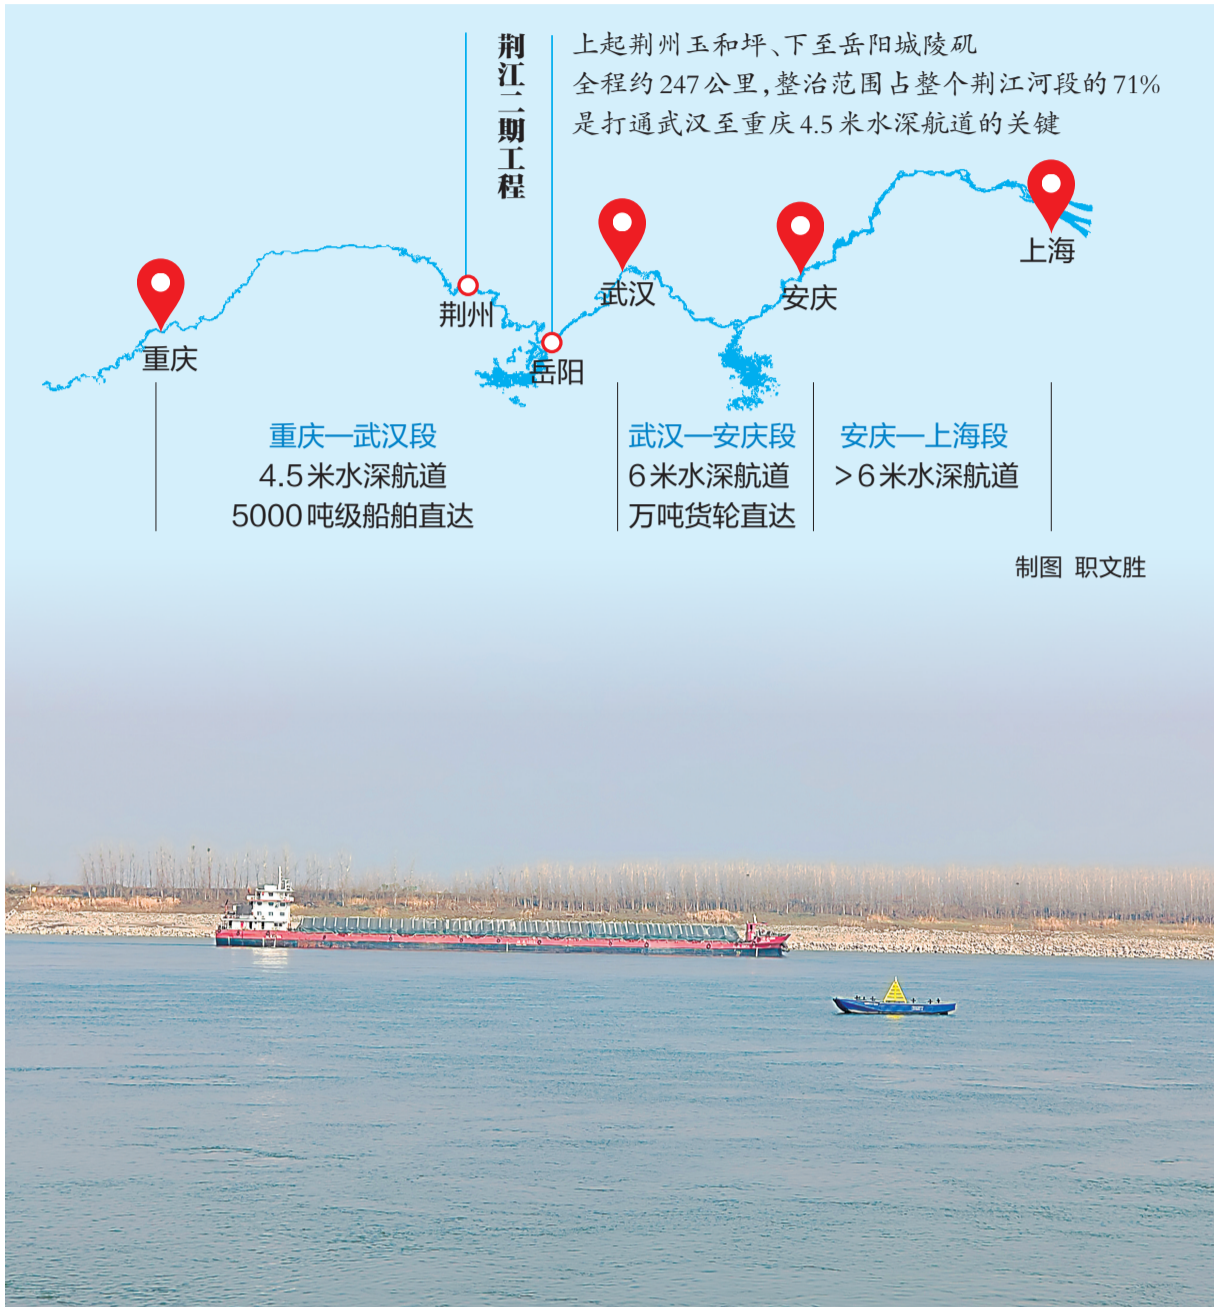 荆江二期工程
上起荆州玉和坪、下至岳阳城陵矶
全程约247公里,整治范围占整个荆江河段的71%
是打通武汉至重庆4.5米水深航道的关键
上海
武汉
安庆
荆州
重庆
岳阳
重庆—武汉段
4.5米水深航道
5000吨级船舶直达
武汉—安庆段
6米水深航道
万吨货轮直达
安庆—上海段
>6米水深航道
制图 职文胜